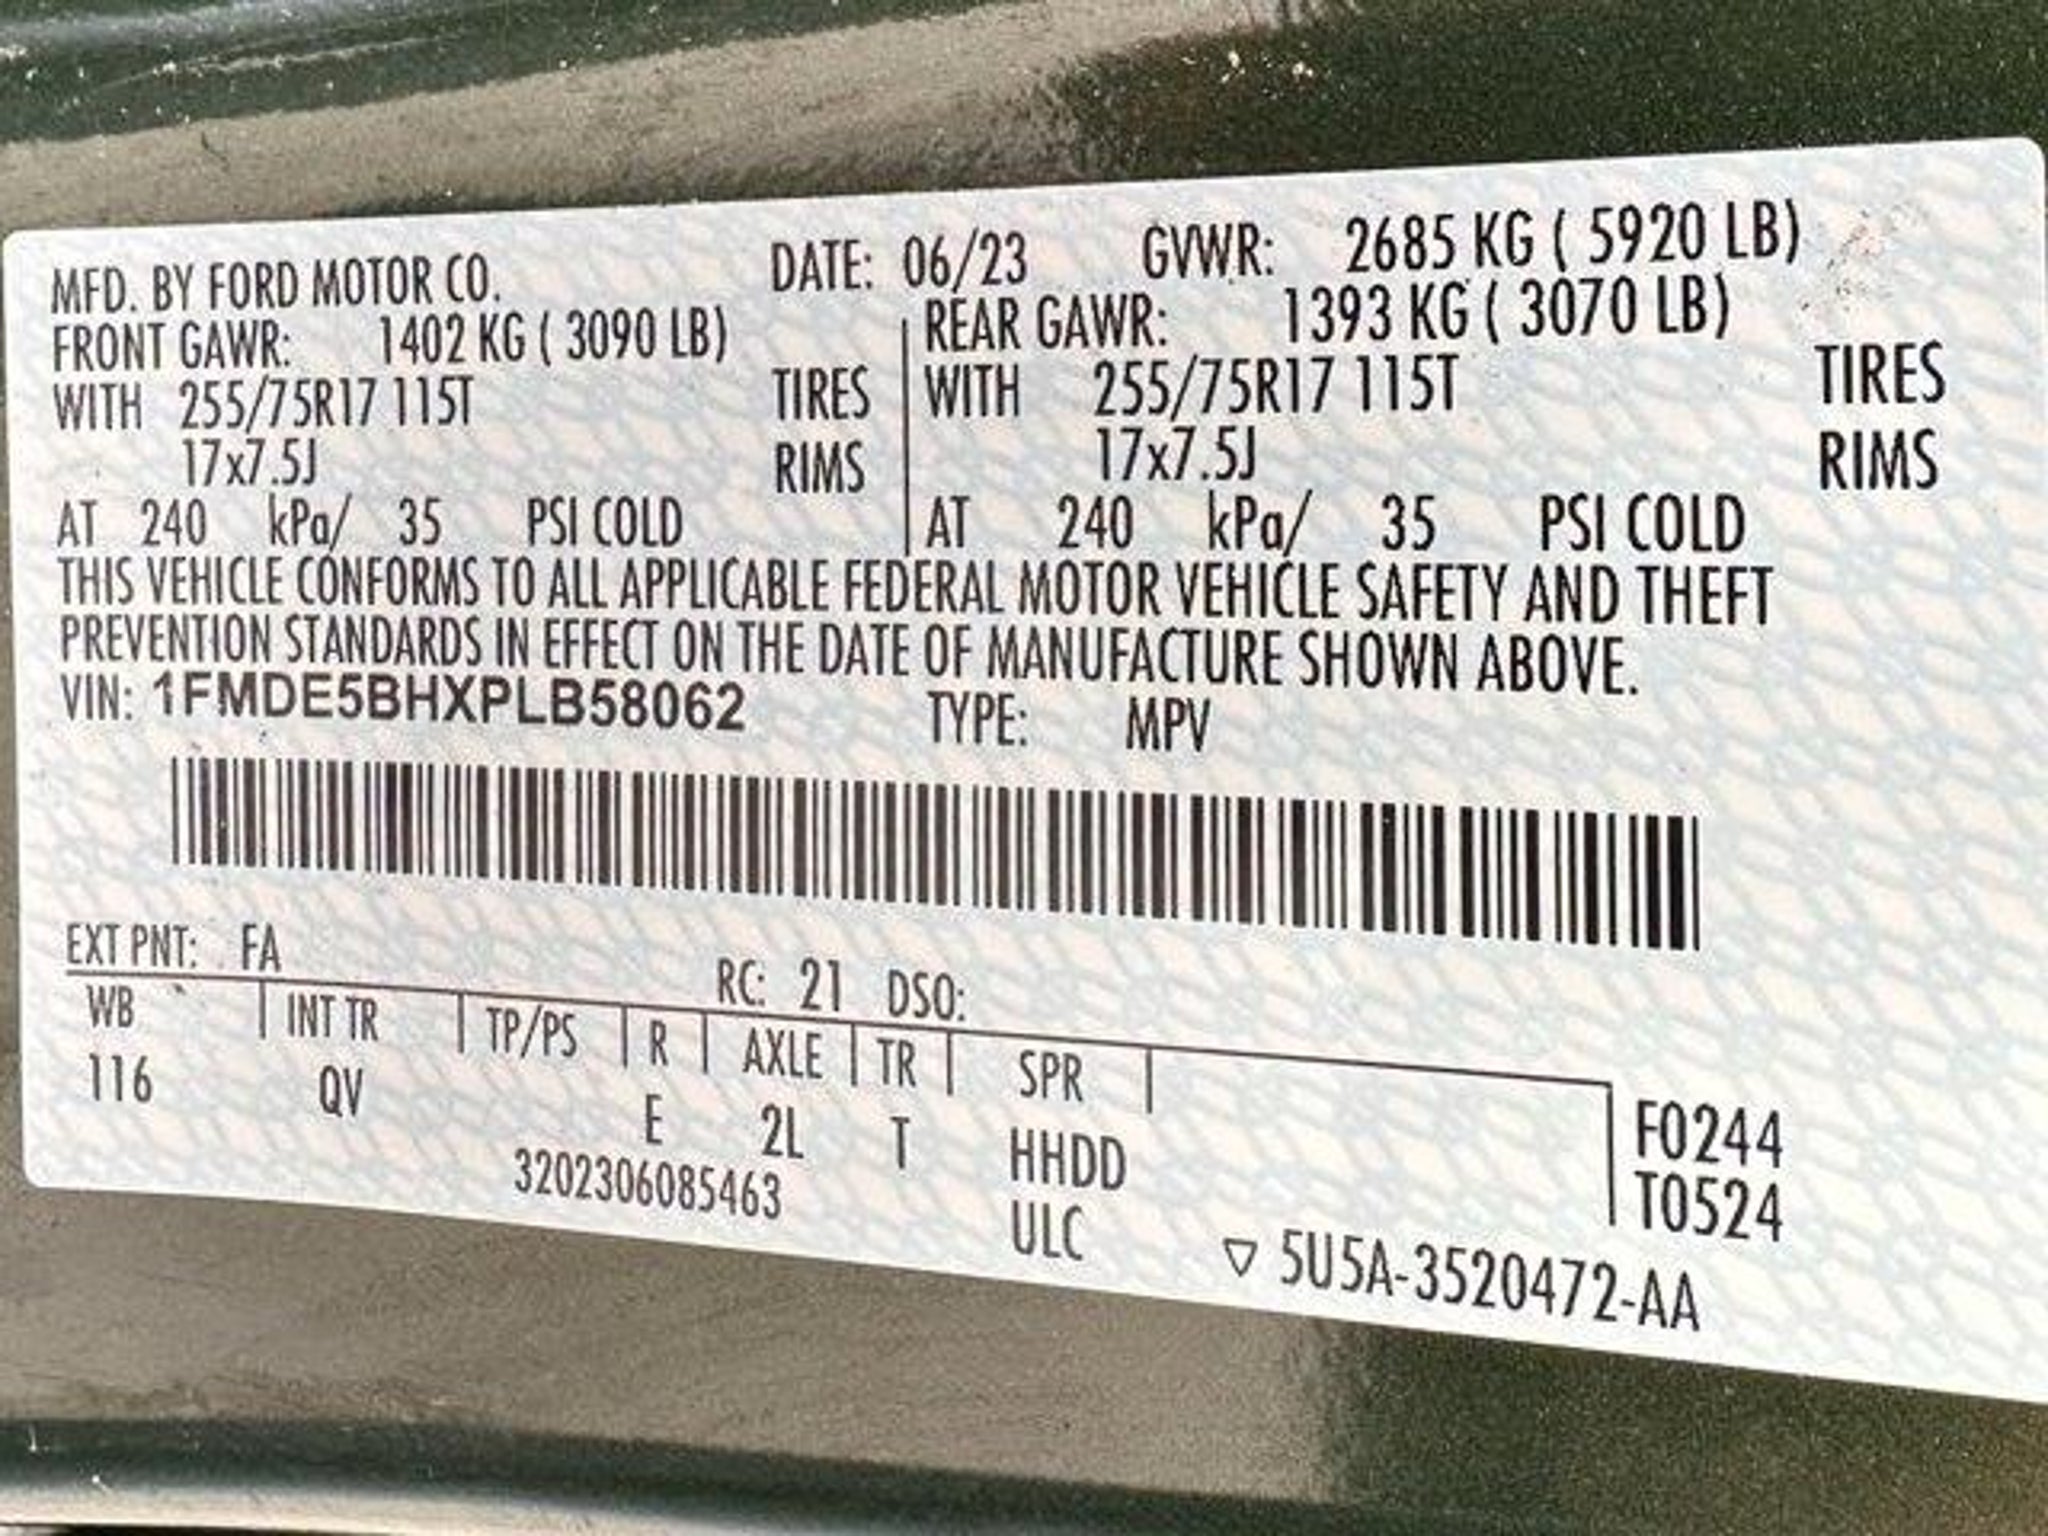 MFD. BY FORD MOTOR CO. DATE: 06/23 GVWR: 2685 KG ( 5920 LB)
FRONT GAWR: 1402 KG ( 3090 LB) REAR GAWR: 1393 KG ( 3070 LB)
WITH 255/75R17 115T TIRES WITH 255/75R17 115T TIRES
17x7.5J RIMS 17x7.5J RIMS
AT 240 kPa/ 35 PSI COLD AT 240 kPa/ 35 PSI COLD
THIS VEHICLE CONFORMS TO ALL APPLICABLE FEDERAL MOTOR VEHICLE SAFETY AND THEFT
PREVENTION STANDARDS IN EFFECT ON THE DATE OF MANUFACTURE SHOWN ABOVE.
VIN: 1FMDE5BHXPLB58062 TYPE: MPV
EXT PNT: FA RC: 21 DSO:
WB INT TR TP/PS R AXLE TR SPR
116 QV E 2L T HHDD F0244
3202306085463 ULC T0524
▽ 5U5A-3520472-AA